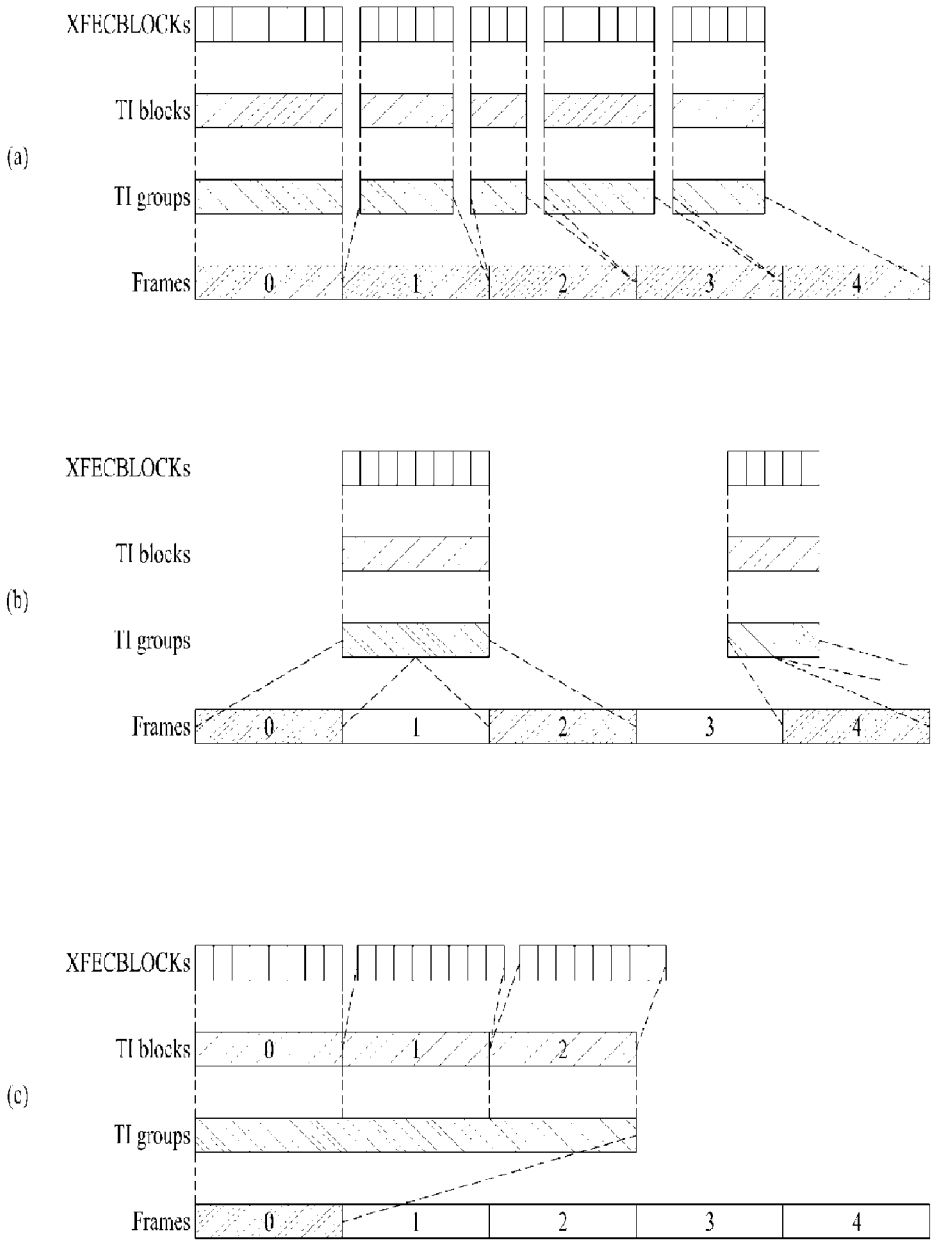 XFECBLOCKs
TI blocks
(a)
TI groups
Frames 0 1 2 3 4
XFECBLOCKs
TI blocks
(b)
TI groups
Frames 0 1 2 3 4
XFECBLOCKs
TI blocks 0 1 2
(c)
TI groups
Frames 0 1 2 3 4